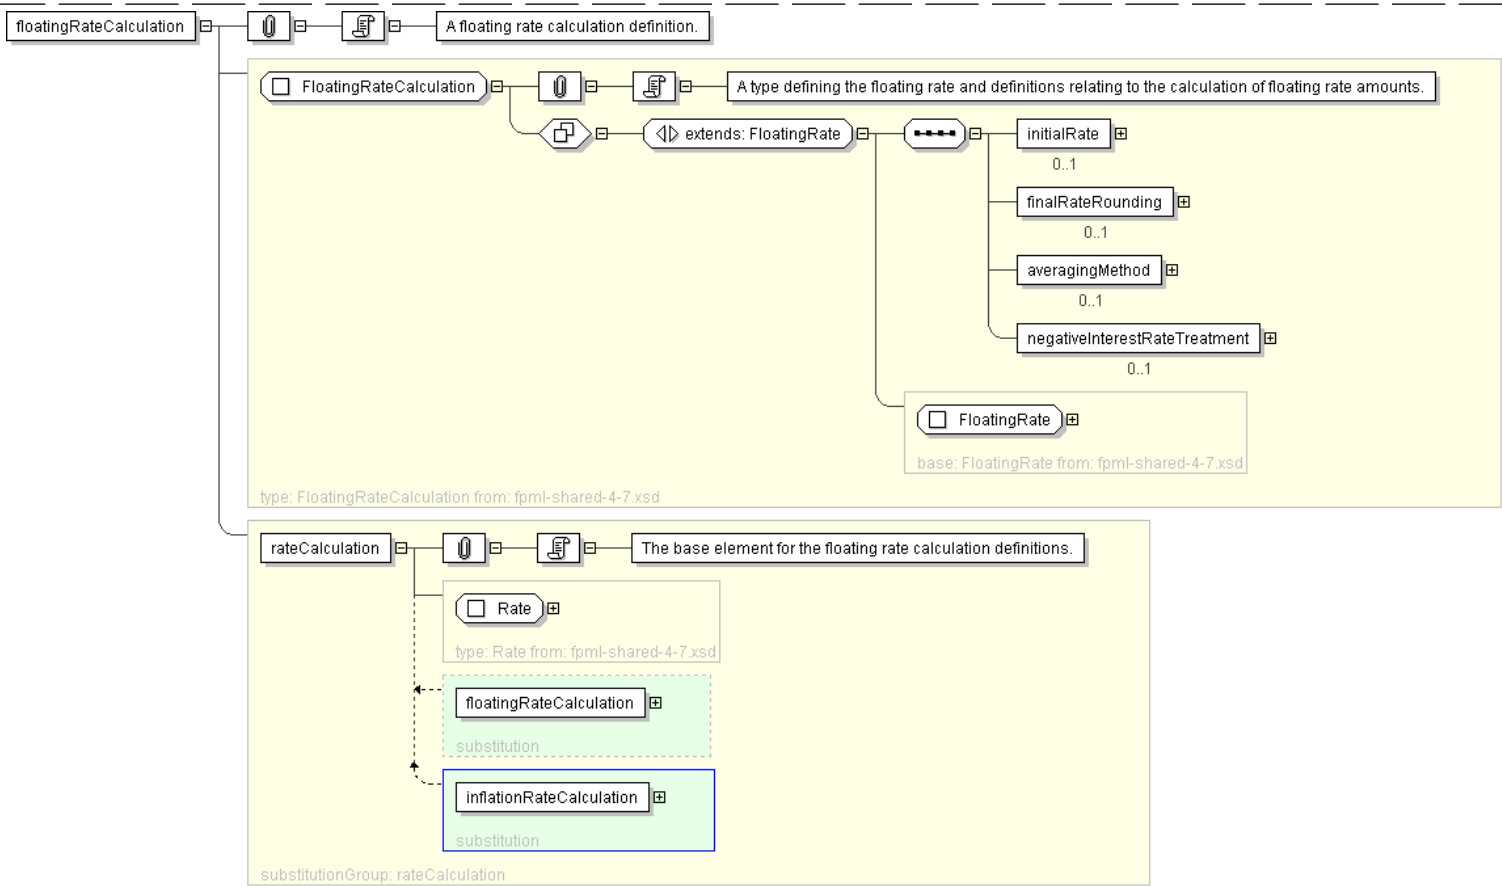 floatingRateCalculation
A floating rate calculation definition.
FloatingRateCalculation
A type defining the floating rate and definitions relating to the calculation of floating rate amounts.
extends: FloatingRate
initialRate
0..1
finalRateRounding
0..1
averagingMethod
0..1
negativeInterestRateTreatment
0..1
FloatingRate
base: FloatingRate from: fpml-shared-4-7.xsd
type: FloatingRateCalculation from: fpml-shared-4-7.xsd
rateCalculation
The base element for the floating rate calculation definitions.
Rate
type: Rate from: fpml-shared-4-7.xsd
floatingRateCalculation
substitution
inflationRateCalculation
substitution
substitutionGroup: rateCalculation